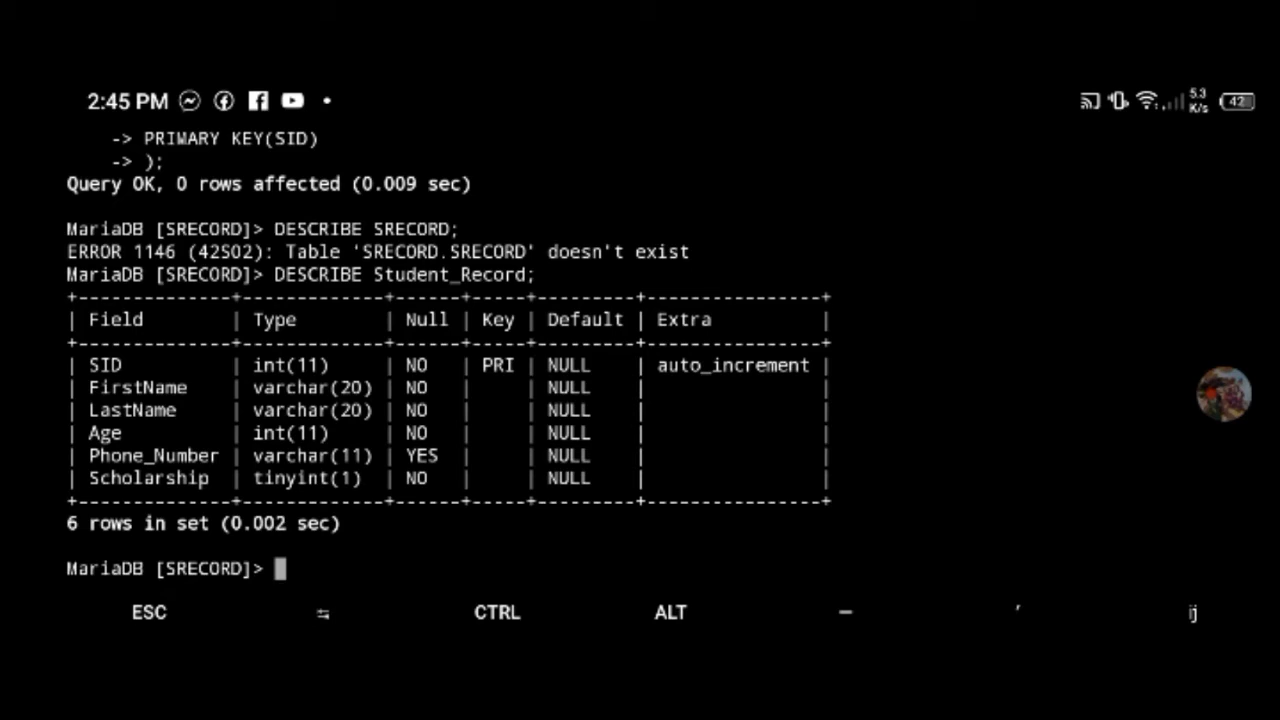 2:45 PM 5.3 K/s 42
-> PRIMARY KEY(SID)
-> );
Query OK, 0 rows affected (0.009 sec)
MariaDB [SRECORD]> DESCRIBE SRECORD;
ERROR 1146 (42S02): Table 'SRECORD.SRECORD' doesn't exist
MariaDB [SRECORD]> DESCRIBE Student_Record;
+--------------+--------------+------+-----+---------+----------------+
| Field | Type | Null | Key | Default | Extra |
+--------------+--------------+------+-----+---------+----------------+
| SID | int(11) | NO | PRI | NULL | auto_increment |
| FirstName | varchar(20) | NO | | NULL | |
| LastName | varchar(20) | NO | | NULL | |
| Age | int(11) | NO | | NULL | |
| Phone_Number | varchar(11) | YES | | NULL | |
| Scholarship | tinyint(1) | NO | | NULL | |
+--------------+--------------+------+-----+---------+----------------+
6 rows in set (0.002 sec)
MariaDB [SRECORD]>
ESC CTRL ALT